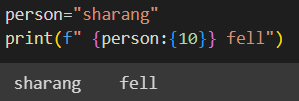 person="sharang"
print(f" {person:{10}} fell")
 sharang    fell